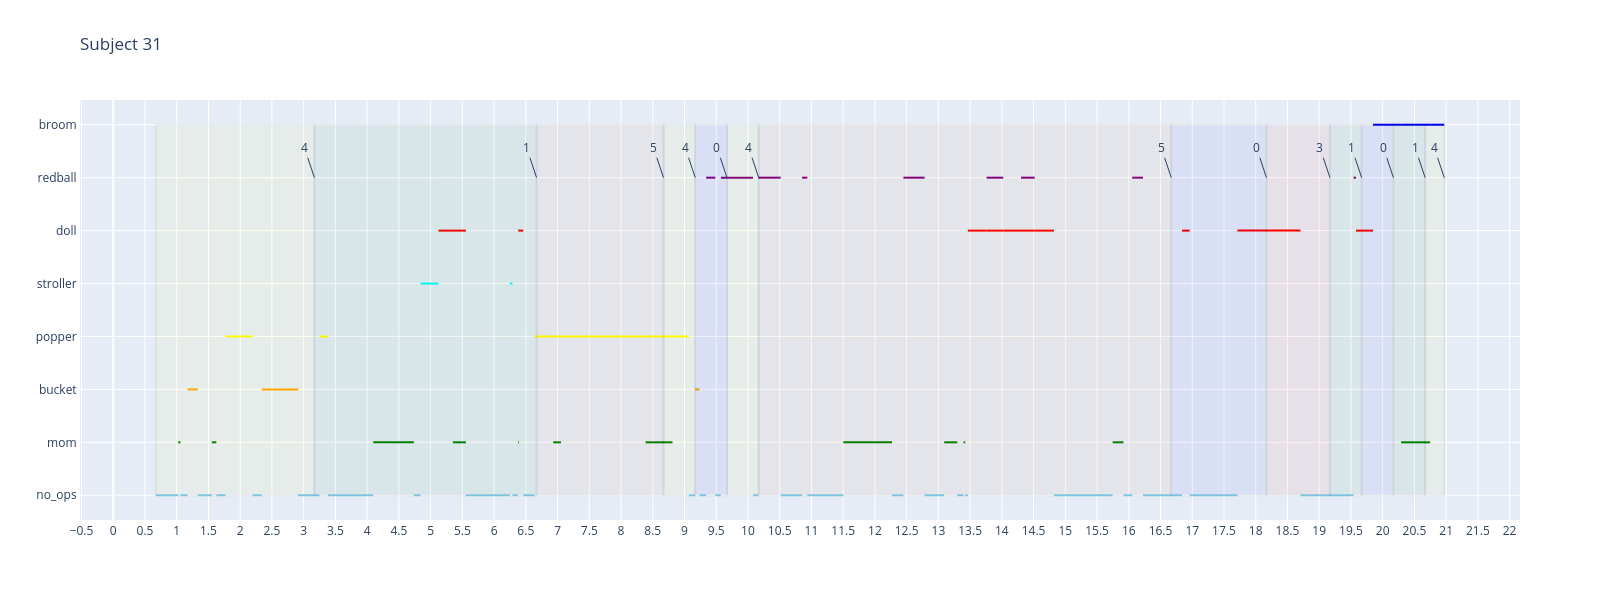 Subject 31
broom
4 1 5 4 0 4 5 0 3 1 0 1 4
redball
doll
stroller
popper
bucket
mom
no_ops
−0.5 0 0.5 1 1.5 2 2.5 3 3.5 4 4.5 5 5.5 6 6.5 7 7.5 8 8.5 9 9.5 10 10.5 11 11.5 12 12.5 13 13.5 14 14.5 15 15.5 16 16.5 17 17.5 18 18.5 19 19.5 20 20.5 21 21.5 22